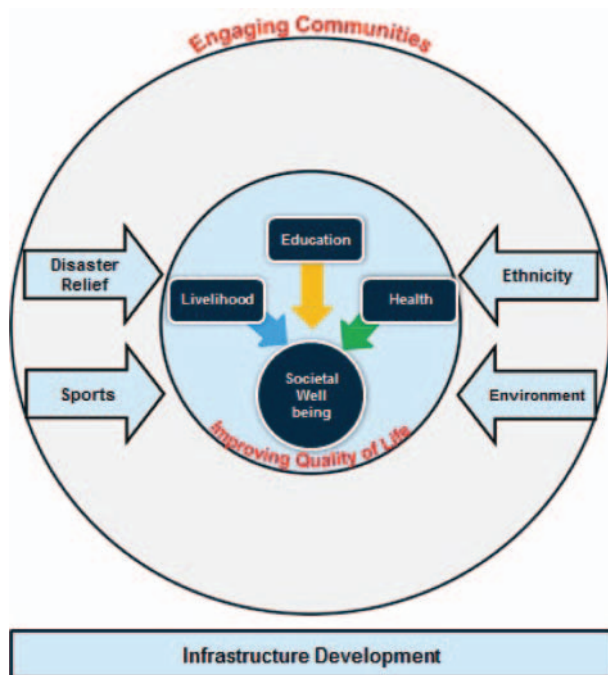 Engaging Communities
Education
Disaster
Relief
Livelihood
Health
Ethnicity
Sports
Societal
Well
being
Environment
Improving Quality of Life
Infrastructure Development